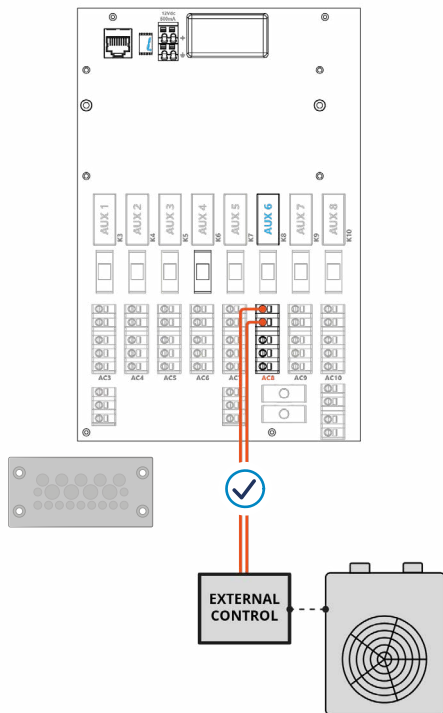 12Vdc
800mA
+
AUX 1
K3
AUX 2
K4
AUX 3
K5
AUX 4
K6
AUX 5
K7
AUX 6
K8
AUX 7
K9
AUX 8
K10
AC3
AC4
AC5
AC6
AC8
AC9
AC10
EXTERNAL
CONTROL